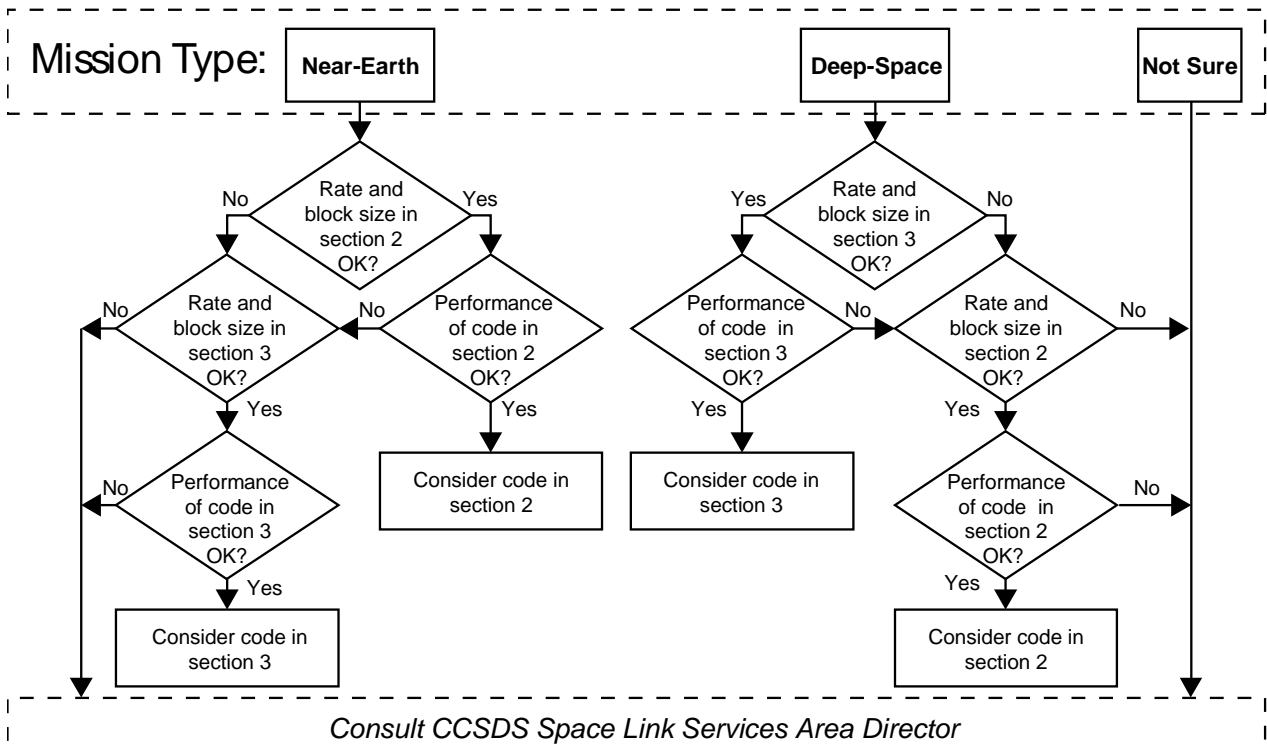 Mission Type:
Near-Earth
Deep-Space
Not Sure
No
Rate and
block size in
section 2
OK?
Yes
Yes
Rate and
block size in
section 3
OK?
No
No
Rate and
block size in
section 3
OK?
No
Performance
of code in
section 2
OK?
Performance
of code in
section 3
OK?
No
Rate and
block size in
section 2
OK?
No
Yes
Yes
Yes
Yes
No
Performance
of code in
section 3
OK?
Consider code in
section 2
Consider code in
section 3
Performance
of code in
section 2
OK?
No
Yes
Yes
Consider code in
section 3
Consider code in
section 2
Consult CCSDS Space Link Services Area Director